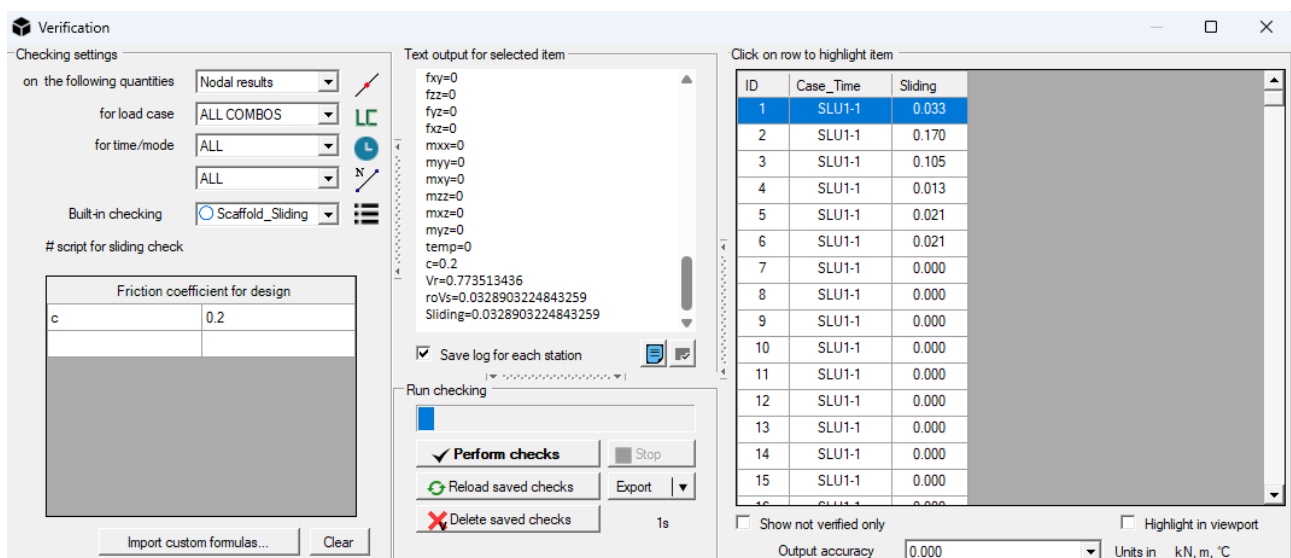 Verification
Checking settings
on the following quantities Nodal results
for load case ALL COMBOS
LC
for time/mode ALL
N
ALL
Built-in checking Scaffold_Sliding
# script for sliding check
Friction coefficient for design
c 0.2
Import custom formulas... Clear
Text output for selected item
fxy=0
fzz=0
fyz=0
fxz=0
mxx=0
myy=0
mxy=0
mzz=0
mxz=0
myz=0
temp=0
c=0.2
Vr=0.773513436
roVs=0.0328903224843259
Sliding=0.0328903224843259
Save log for each station
Run checking
Perform checks Stop
Reload saved checks Export
Delete saved checks 1s
Click on row to highlight item
ID Case_Time Sliding
1 SLU1-1 0.033
2 SLU1-1 0.170
3 SLU1-1 0.105
4 SLU1-1 0.013
5 SLU1-1 0.021
6 SLU1-1 0.021
7 SLU1-1 0.000
8 SLU1-1 0.000
9 SLU1-1 0.000
10 SLU1-1 0.000
11 SLU1-1 0.000
12 SLU1-1 0.000
13 SLU1-1 0.000
14 SLU1-1 0.000
15 SLU1-1 0.000
16 SLU1-1 0.000
Show not verified only Highlight in viewport
Output accuracy 0.000 Units in kN, m, °C